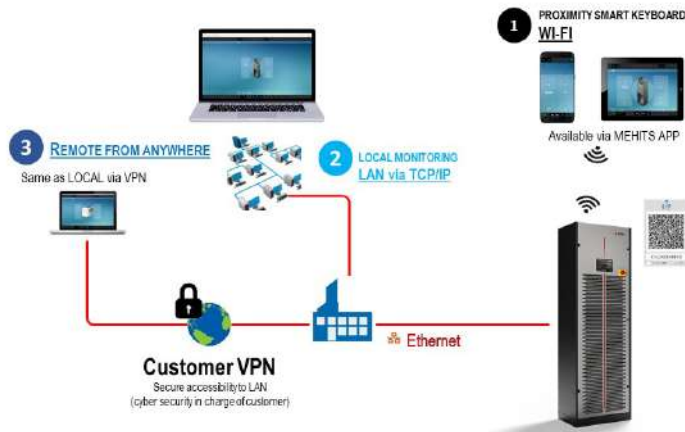 1
PROXIMITY SMART KEYBOARD
WI-FI
Available via MEHITS APP
3
REMOTE FROM ANYWHERE
Same as LOCAL via VPN
2
LOCAL MONITORING
LAN via TCP/IP
Ethernet
Customer VPN
Secure accessibility to LAN
(cyber security in charge of customer)